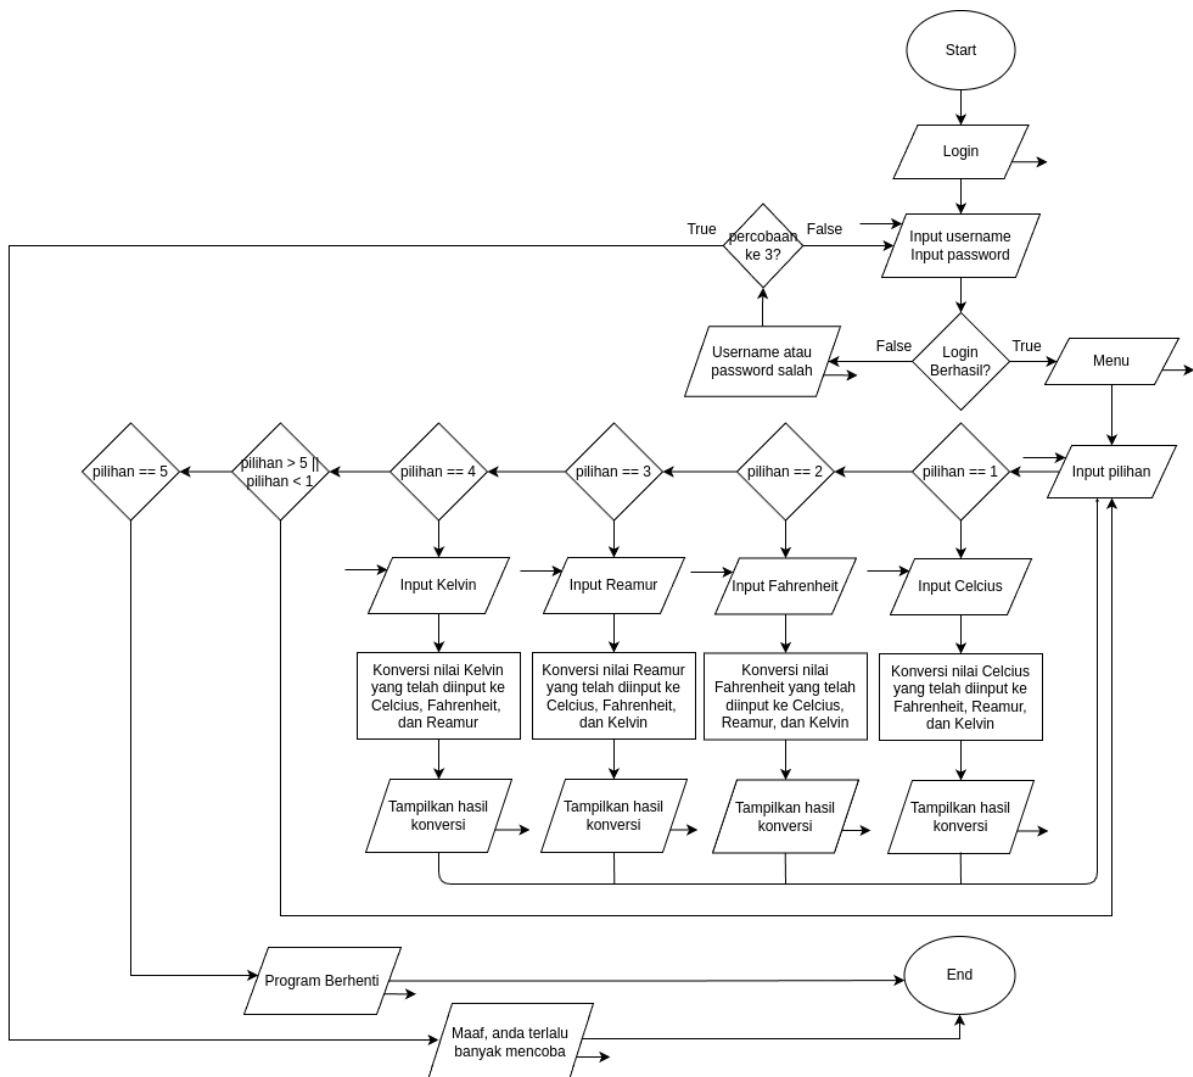 Start
Login
True
percobaan
ke 3?
False
Input username
Input password
Username atau
password salah
False
Login
Berhasil?
True
Menu
pilihan == 5
pilihan > 5 ||
pilihan < 1
pilihan == 4
pilihan == 3
pilihan == 2
pilihan == 1
Input pilihan
Input Kelvin
Input Reamur
Input Fahrenheit
Input Celcius
Konversi nilai Kelvin
yang telah diinput ke
Celcius, Fahrenheit,
dan Reamur
Konversi nilai Reamur
yang telah diinput ke
Celcius, Fahrenheit,
dan Kelvin
Konversi nilai
Fahrenheit yang telah
diinput ke Celcius,
Reamur, dan Kelvin
Konversi nilai Celcius
yang telah diinput ke
Fahrenheit, Reamur,
dan Kelvin
Tampilkan hasil
konversi
Tampilkan hasil
konversi
Tampilkan hasil
konversi
Tampilkan hasil
konversi
Program Berhenti
End
Maaf, anda terlalu
banyak mencoba